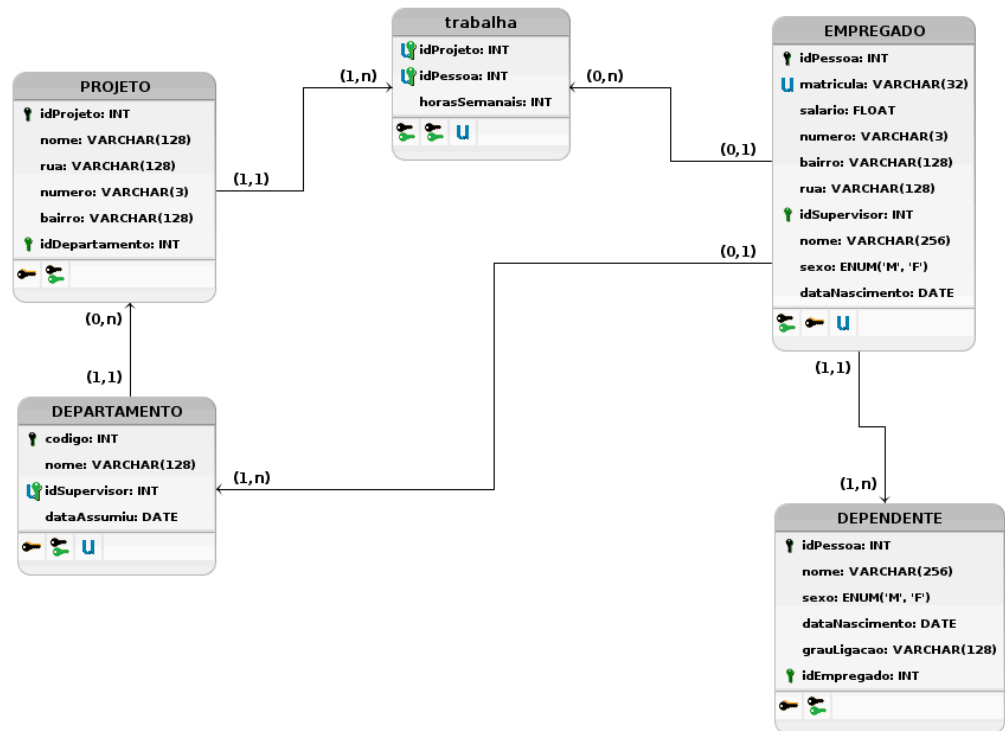 trabalha
idProjeto: INT
idPessoa: INT
horasSemanais: INT
EMPREGADO
idPessoa: INT
matricula: VARCHAR(32)
salario: FLOAT
numero: VARCHAR(3)
bairro: VARCHAR(128)
rua: VARCHAR(128)
idSupervisor: INT
nome: VARCHAR(256)
sexo: ENUM('M', 'F')
dataNascimento: DATE
PROJETO
idProjeto: INT
nome: VARCHAR(128)
rua: VARCHAR(128)
numero: VARCHAR(3)
bairro: VARCHAR(128)
idDepartamento: INT
(1,n)
(0,n)
(1,1)
(0,1)
(0,1)
(0,n)
(1,1)
(1,1)
DEPARTAMENTO
codigo: INT
nome: VARCHAR(128)
idSupervisor: INT
dataAssumiu: DATE
(1,n)
(1,n)
DEPENDENTE
idPessoa: INT
nome: VARCHAR(256)
sexo: ENUM('M', 'F')
dataNascimento: DATE
grauLigacao: VARCHAR(128)
idEmpregado: INT